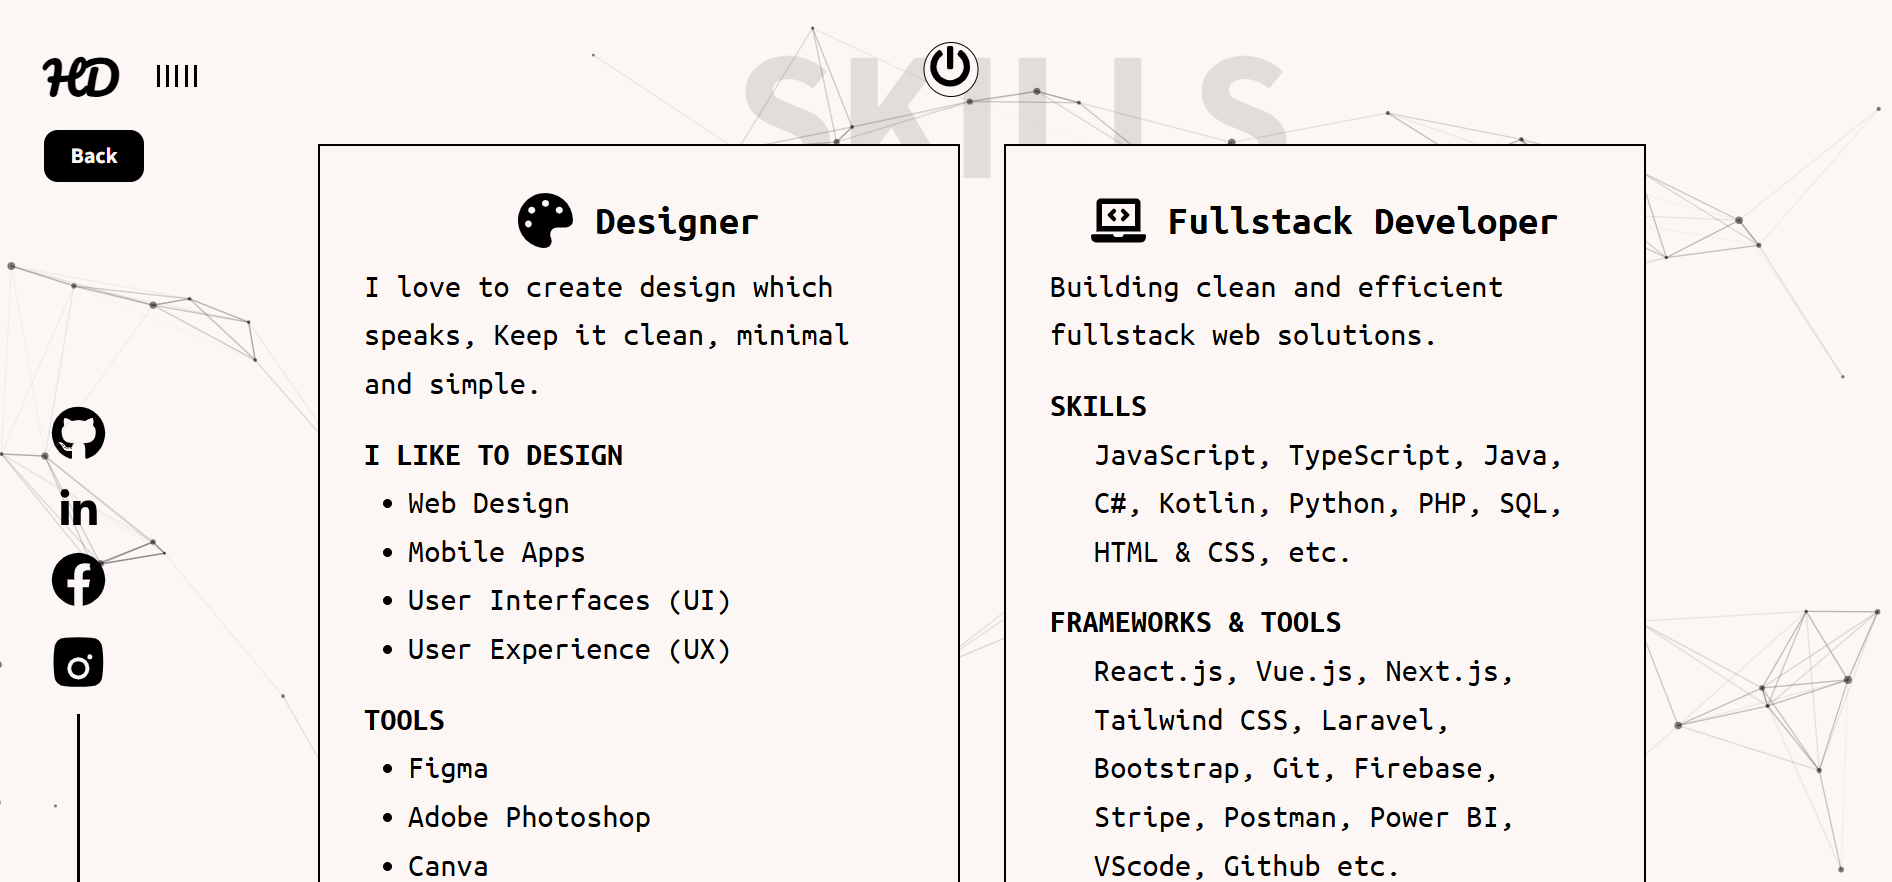 HD
SKILLS
Back
Designer
I love to create design which
speaks, Keep it clean, minimal
and simple.
I LIKE TO DESIGN
• Web Design
• Mobile Apps
• User Interfaces (UI)
• User Experience (UX)
TOOLS
• Figma
• Adobe Photoshop
• Canva
Fullstack Developer
Building clean and efficient
fullstack web solutions.
SKILLS
JavaScript, TypeScript, Java,
C#, Kotlin, Python, PHP, SQL,
HTML & CSS, etc.
FRAMEWORKS & TOOLS
React.js, Vue.js, Next.js,
Tailwind CSS, Laravel,
Bootstrap, Git, Firebase,
Stripe, Postman, Power BI,
VScode, Github etc.
in